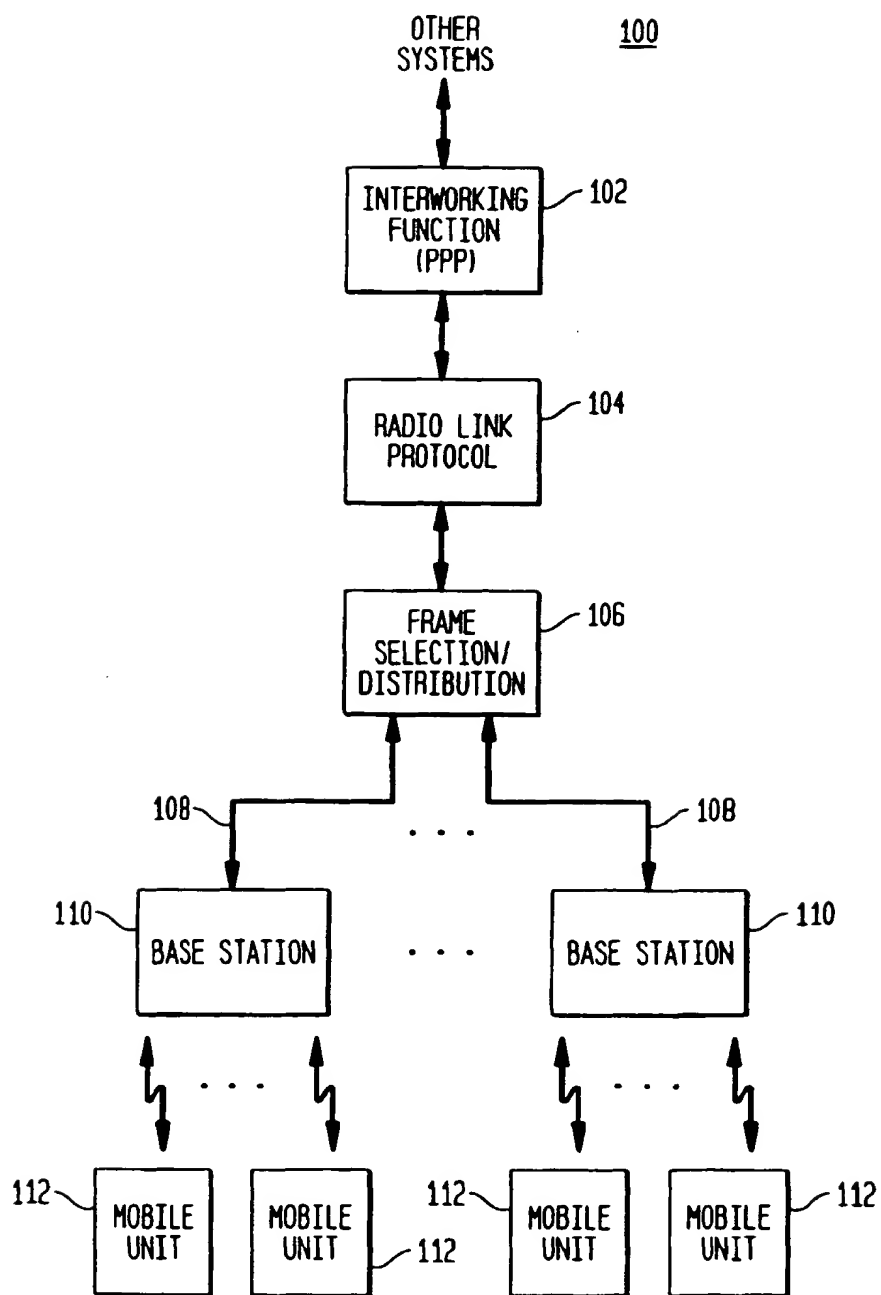 OTHER
SYSTEMS
100
INTERWORKING
FUNCTION
(PPP)
102
RADIO LINK
PROTOCOL
104
FRAME
SELECTION/
DISTRIBUTION
106
108
. . .
108
110
BASE STATION
. . .
BASE STATION
110
. . .
. . .
112
MOBILE
UNIT
MOBILE
UNIT
112
112
MOBILE
UNIT
MOBILE
UNIT
112